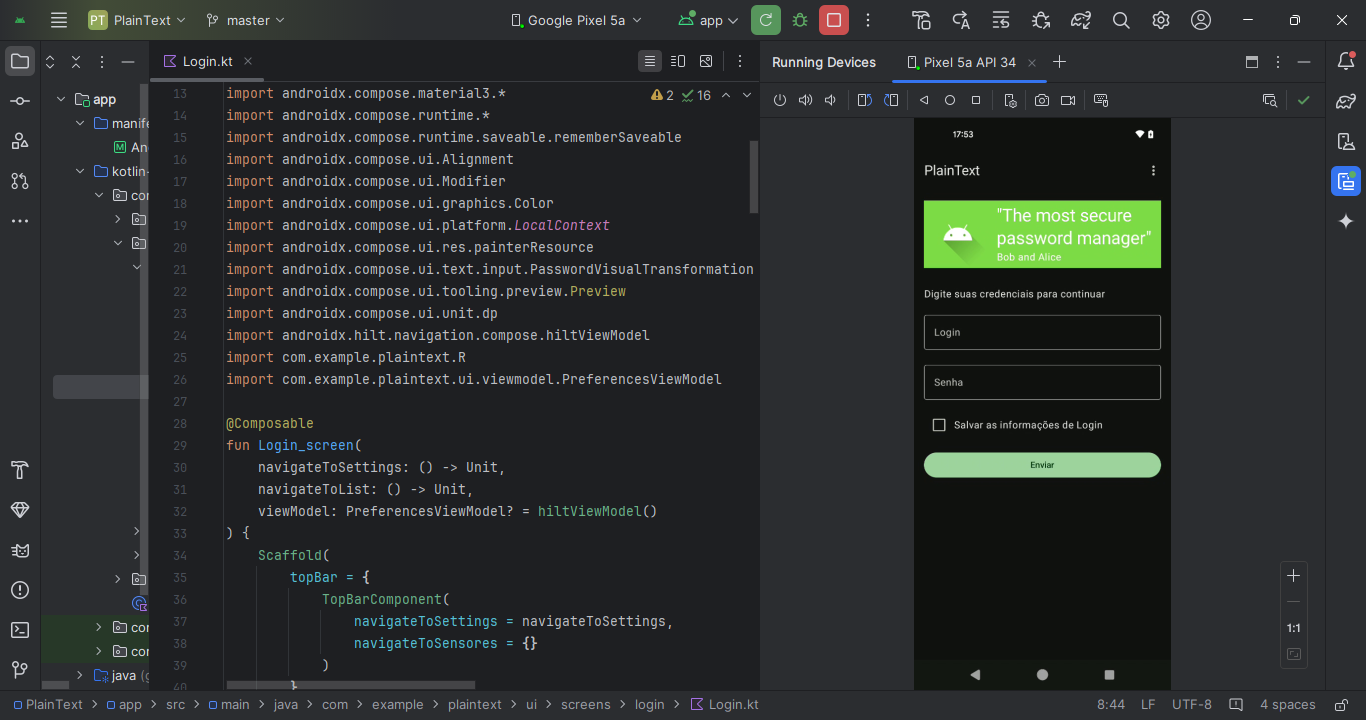 PT PlainText master Google Pixel 5a app
Login.kt
Running Devices Pixel 5a API 34
app
manife
An
kotlin
cor
cor
cor
java (g
13 import androidx.compose.material3.*
14 import androidx.compose.runtime.*
15 import androidx.compose.runtime.saveable.rememberSaveable
16 import androidx.compose.ui.Alignment
17 import androidx.compose.ui.Modifier
18 import androidx.compose.ui.graphics.Color
19 import androidx.compose.ui.platform.LocalContext
20 import androidx.compose.ui.res.painterResource
21 import androidx.compose.ui.text.input.PasswordVisualTransformation
22 import androidx.compose.ui.tooling.preview.Preview
23 import androidx.compose.ui.unit.dp
24 import androidx.hilt.navigation.compose.hiltViewModel
25 import com.example.plaintext.R
26 import com.example.plaintext.ui.viewmodel.PreferencesViewModel
27
28 @Composable
29 fun Login_screen(
30 navigateToSettings: () -> Unit,
31 navigateToList: () -> Unit,
32 viewModel: PreferencesViewModel? = hiltViewModel()
33 ) {
34 Scaffold(
35 topBar = {
36 TopBarComponent(
37 navigateToSettings = navigateToSettings,
38 navigateToSensores = {}
39 )
40 }
2 16
17:53
PlainText
"The most secure
password manager"
Bob and Alice
Digite suas credenciais para continuar
Login
Senha
Salvar as informações de Login
Enviar
1:1
PlainText > app > src > main > java > com > example > plaintext > ui > screens > login > Login.kt 8:44 LF UTF-8 4 spaces